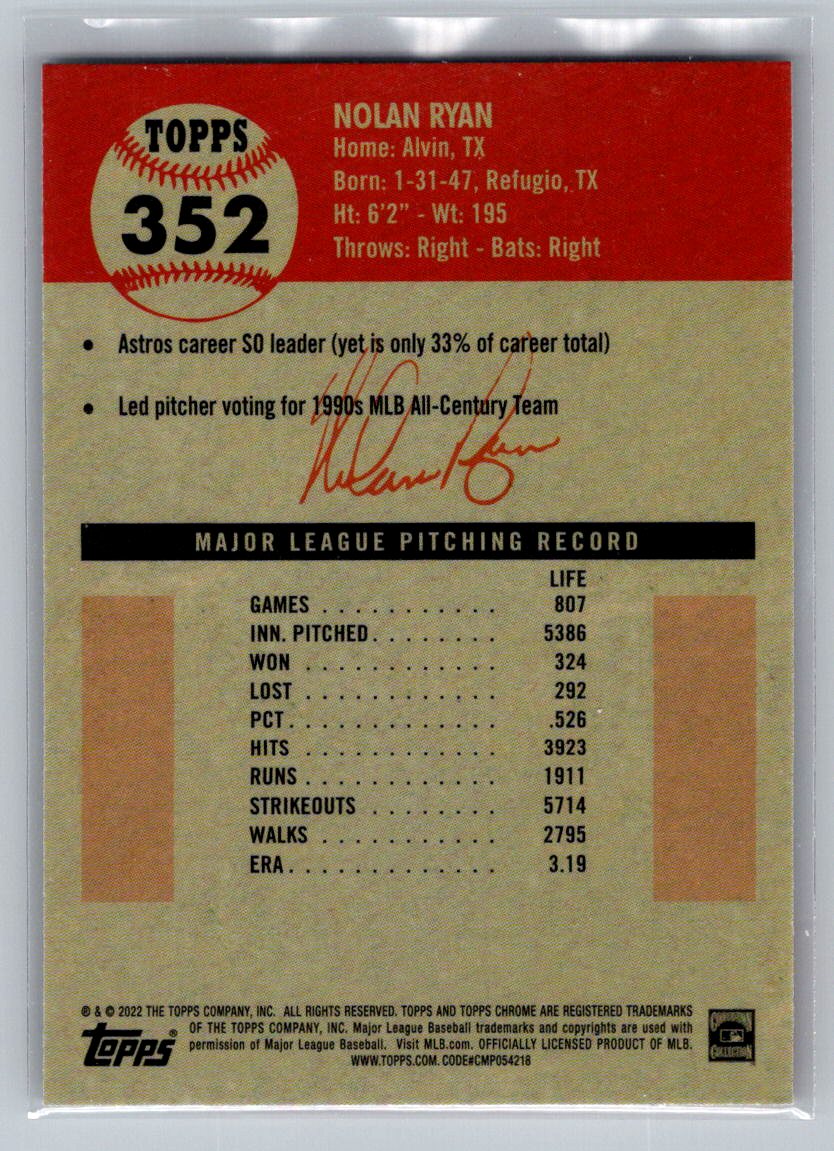 TOPPS
352
NOLAN RYAN
Home: Alvin, TX
Born: 1-31-47, Refugio, TX
Ht: 6'2" - Wt: 195
Throws: Right - Bats: Right
• Astros career SO leader (yet is only 33% of career total)
• Led pitcher voting for 1990s MLB All-Century Team
Nolan Ryan
MAJOR LEAGUE PITCHING RECORD
LIFE
GAMES . . . . . . . . . . . 807
INN. PITCHED. . . . . . . . 5386
WON . . . . . . . . . . . . 324
LOST . . . . . . . . . . . . 292
PCT. . . . . . . . . . . . . .526
HITS . . . . . . . . . . . . 3923
RUNS . . . . . . . . . . . . 1911
STRIKEOUTS . . . . . . . . 5714
WALKS . . . . . . . . . . . 2795
ERA. . . . . . . . . . . . . 3.19
® & © 2022 THE TOPPS COMPANY, INC. ALL RIGHTS RESERVED. TOPPS AND TOPPS CHROME ARE REGISTERED TRADEMARKS
OF THE TOPPS COMPANY, INC. Major League Baseball trademarks and copyrights are used with
permission of Major League Baseball. Visit MLB.com. OFFICIALLY LICENSED PRODUCT OF MLB.
WWW.TOPPS.COM. CODE#CMP054218
topps®
COOPERSTOWN
COLLECTION